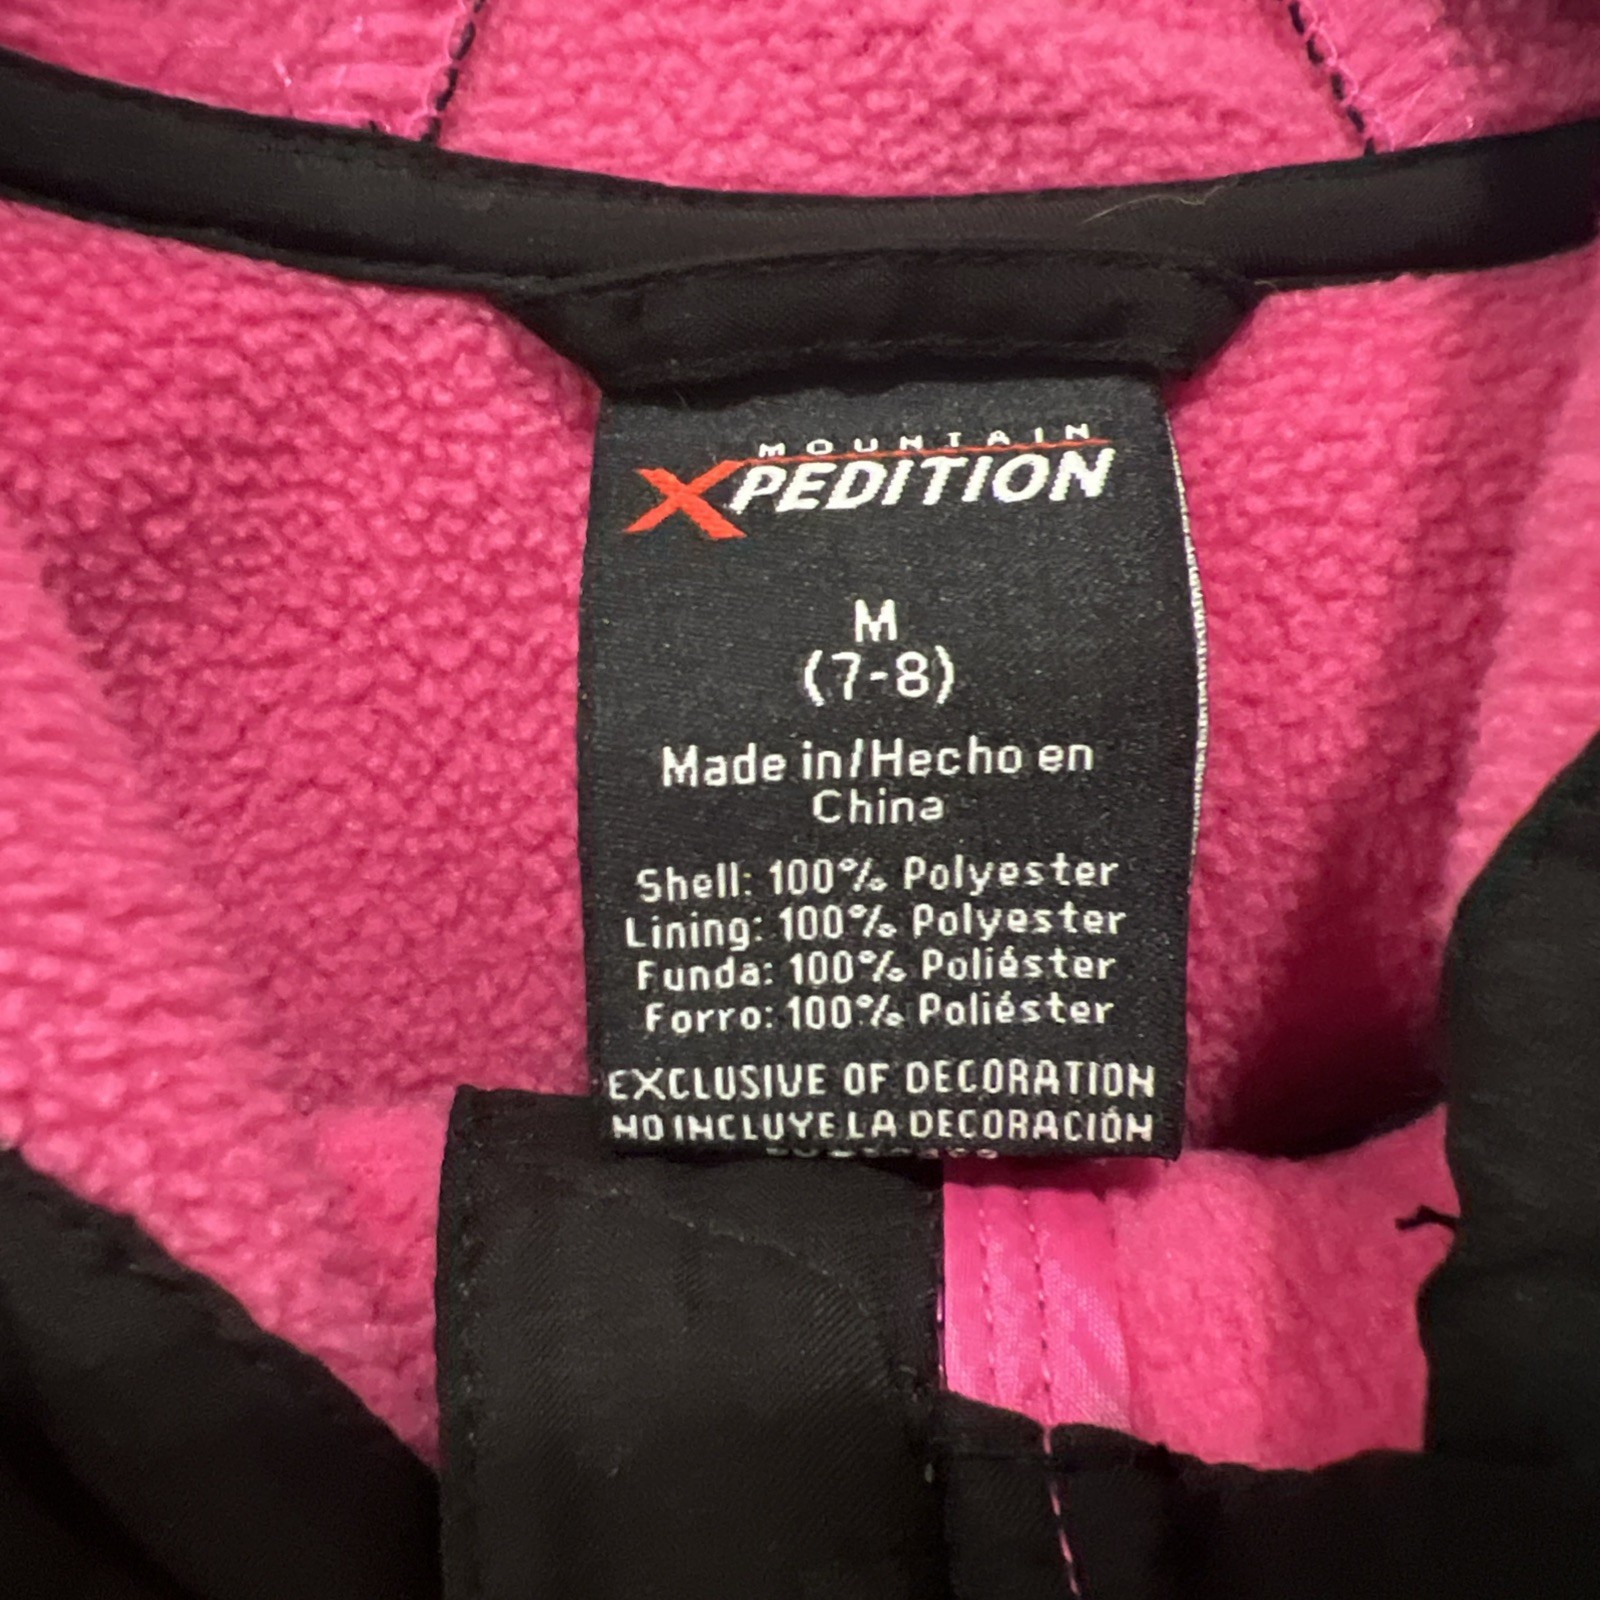 MOUNTAIN
XPEDITION
M
(7-8)
Made in/Hecho en
China
Shell: 100% Polyester
Lining: 100% Polyester
Funda: 100% Poliéster
Forro: 100% Poliéster
EXCLUSIVE OF DECORATION
NO INCLUYE LA DECORACIÓN